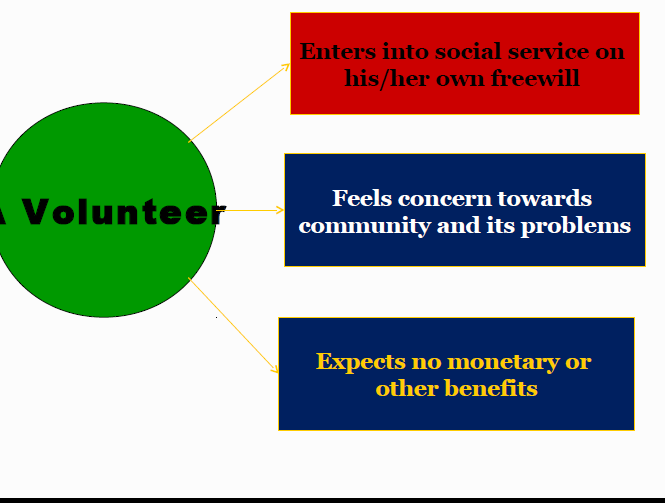 Enters into social service on
his/her own freewill
A Volunteer
Feels concern towards
community and its problems
Expects no monetary or
other benefits